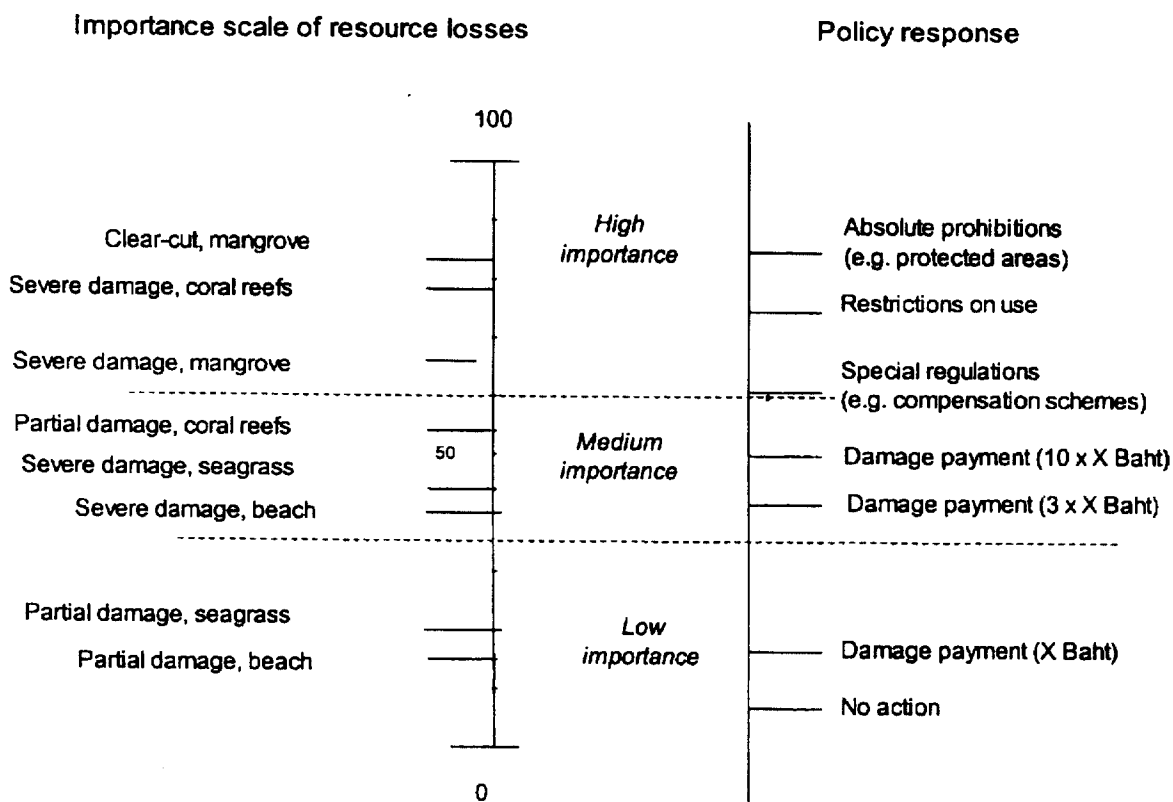 Importance scale of resource losses
Policy response
100
High
importance
Clear-cut, mangrove
Severe damage, coral reefs
Severe damage, mangrove
Absolute prohibitions
(e.g. protected areas)
Restrictions on use
Special regulations
(e.g. compensation schemes)
Partial damage, coral reefs
50
Severe damage, seagrass
Severe damage, beach
Medium
importance
Damage payment (10 x X Baht)
Damage payment (3 x X Baht)
Partial damage, seagrass
Partial damage, beach
Low
importance
Damage payment (X Baht)
No action
0